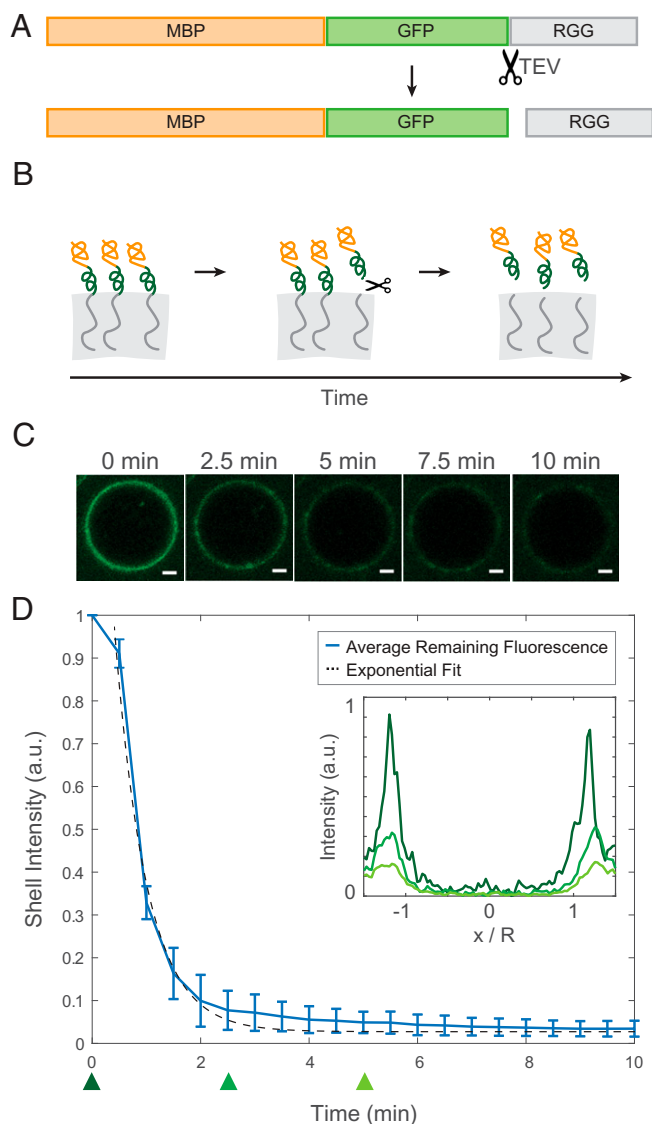 A
MBP GFP RGG
TEV
MBP GFP RGG
B
Time
C
0 min 2.5 min 5 min 7.5 min 10 min
D
1
0.9
0.8
0.7
0.6
0.5
0.4
0.3
0.2
0.1
0
Shell Intensity (a.u.)
Average Remaining Fluorescence
Exponential Fit
1
0
Intensity (a.u.)
-1 0 1
x / R
0 2 4 6 8 10
Time (min)